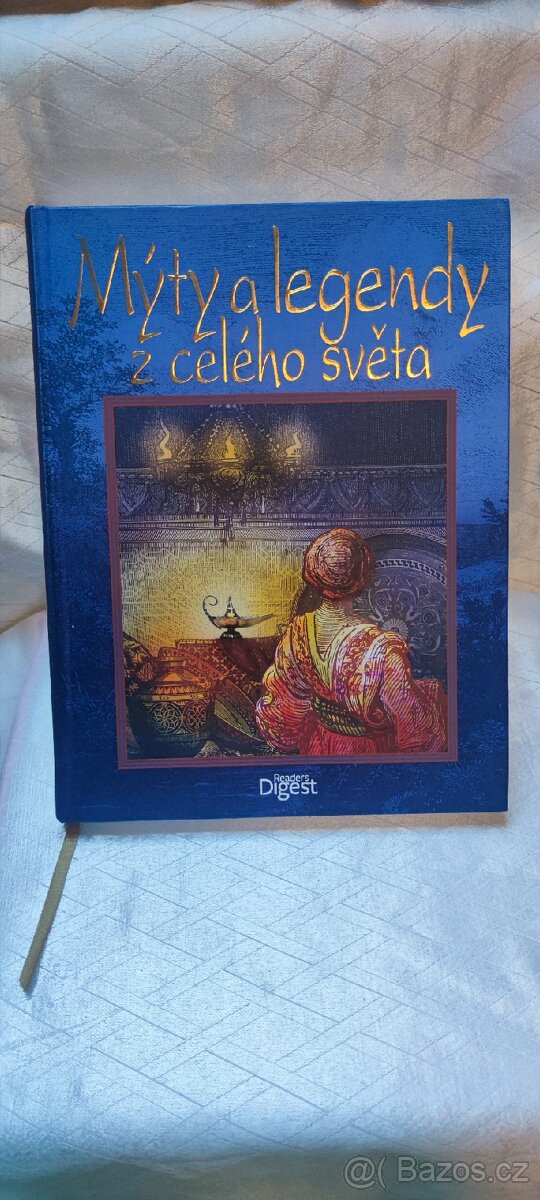 Mýty a legendy
z celého světa
Readers
Digest
@( Bazos.cz